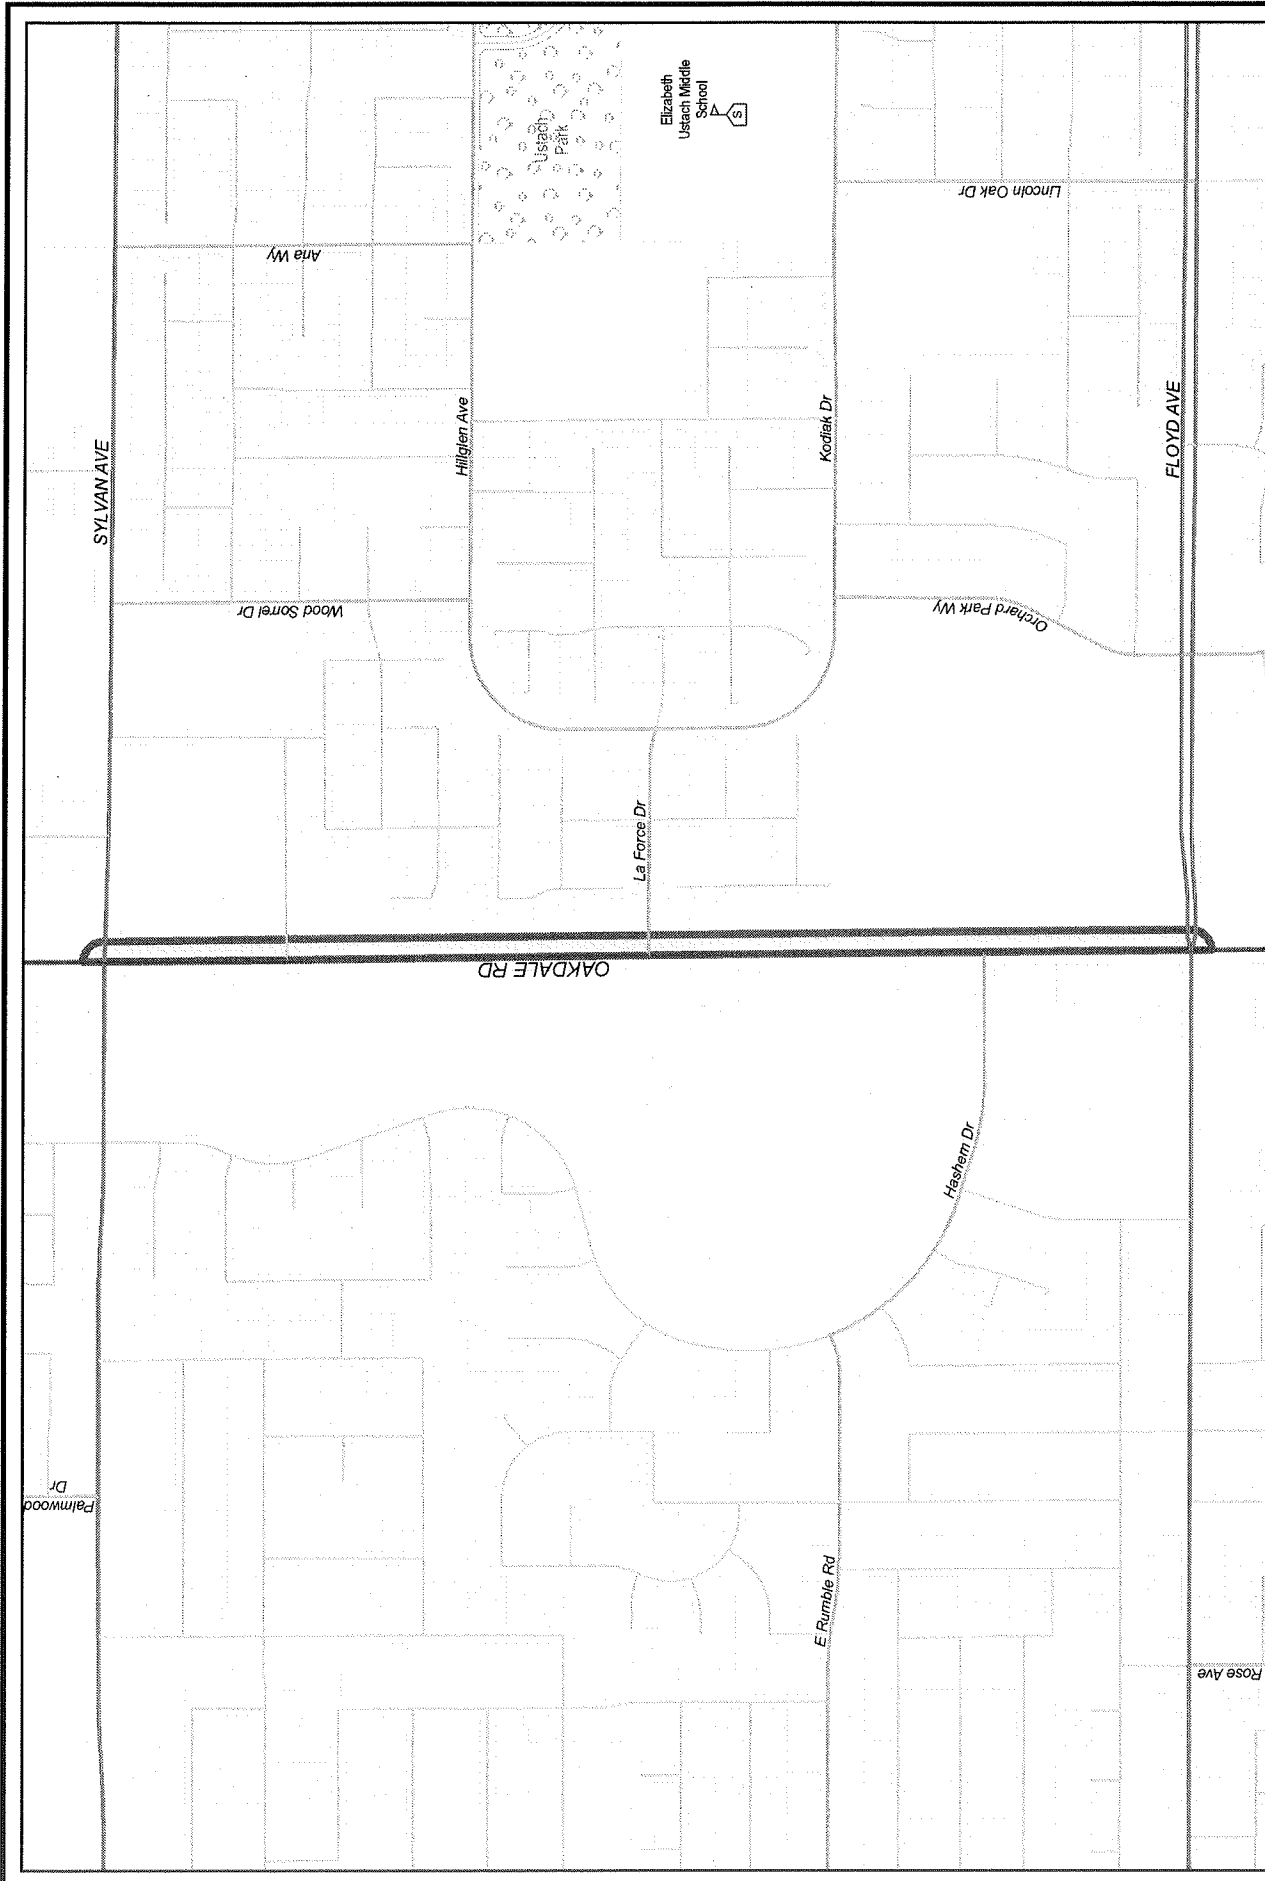 Elizabeth
Ustach Middle
School
S
Ustach
Park
Lincoln Oak Dr
Ana Wy
SYLVAN AVE
Hillglen Ave
Kodiak Dr
FLOYD AVE
Wood Sorrel Dr
Orchard Park Wy
La Force Dr
OAKDALE RD
Hashem Dr
Palmwood
Dr
E Rumble Rd
Rose Ave